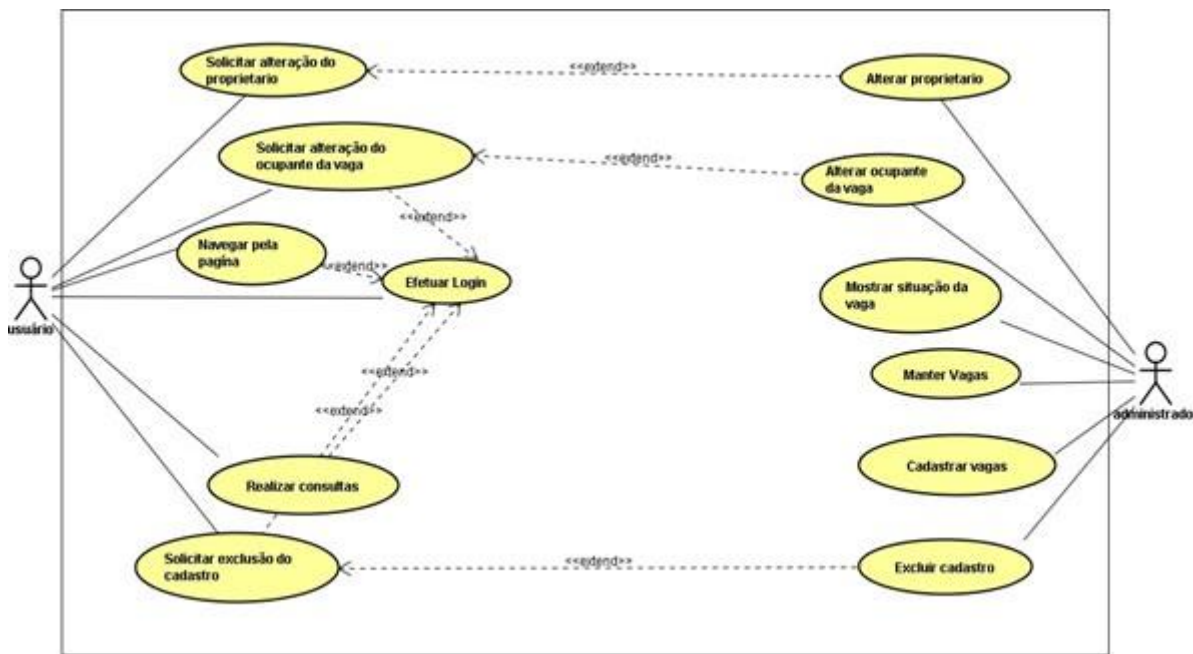 Solicitar alteração do
proprietario
<<extend>>
Alterar proprietario
Solicitar alteração do
ocupante da vaga
<<extend>>
Alterar ocupante
da vaga
<<extend>>
Navegar pela
pagína
<<extend>>
Efetuar Login
Mostrar situação da
vaga
usuário
<<extend>>
Manter Vagas
<<extend>>
administrado
Cadastrar vagas
Realizar consultas
Solicitar exclusão do
cadastro
<<extend>>
Excluir cadastro